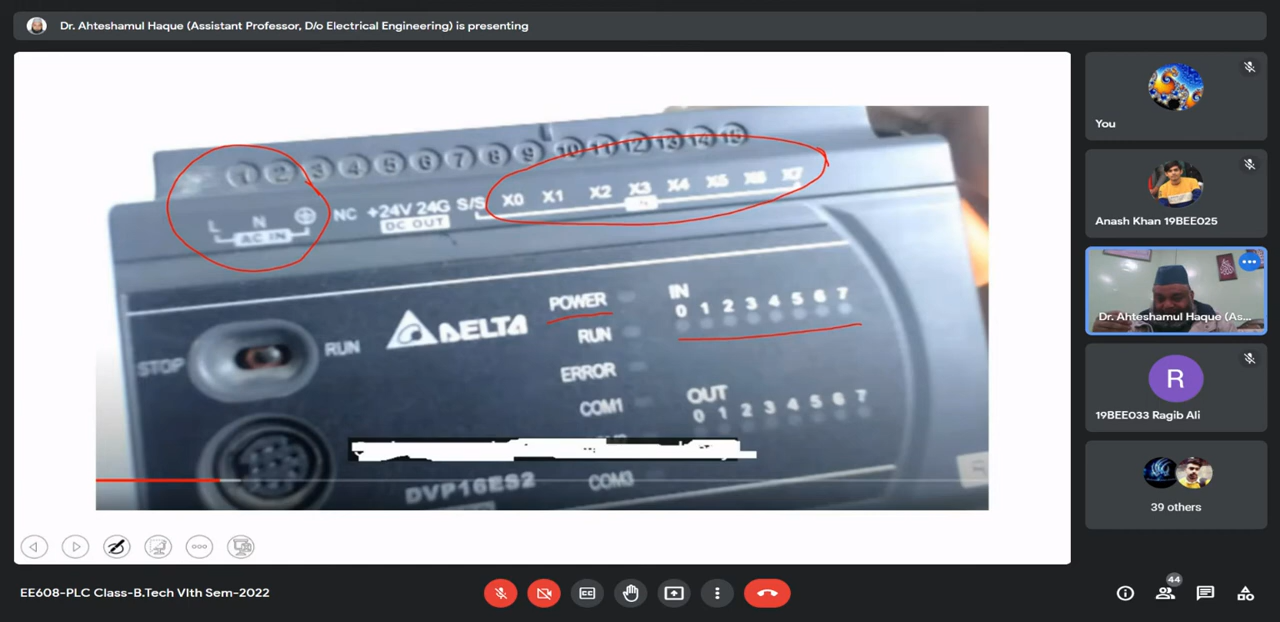 Dr. Ahteshamul Haque (Assistant Professor, D/o Electrical Engineering) is presenting
You
Anash Khan 19BEE025
Dr. Ahteshamul Haque (As...
R
19BEE033 Ragib Ali
39 others
1 2 3 4 5 6 7 8 9 10 11 12 13 14 15
L N NC +24V 24G S/S X0 X1 X2 X3 X4 X5 X6 X7
AC IN DC OUT
STOP RUN
DELTA
POWER
RUN
ERROR
COM1
COM3
IN
0 1 2 3 4 5 6 7
OUT
0 1 2 3 4 5 6 7
DVP16ES2
EE608-PLC Class-B.Tech VIth Sem-2022
CC
44